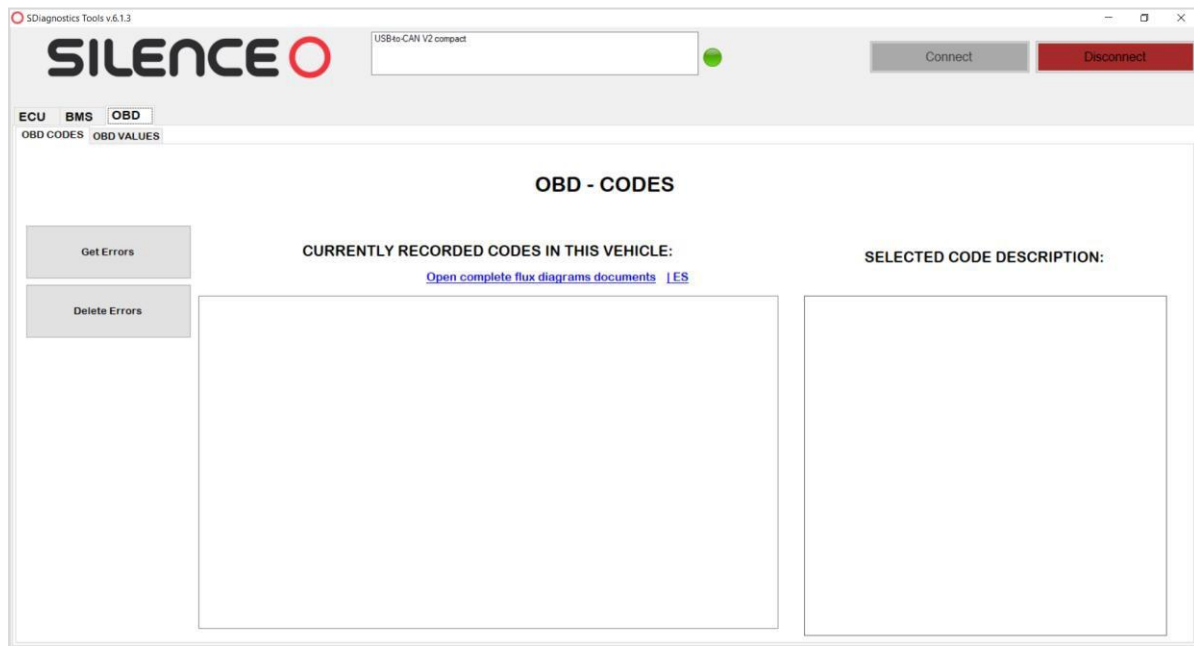 SDiagnostics Tools v.6.1.3
SILENCE
USB-to-CAN V2 compact
Connect
Disconnect
ECU BMS OBD
OBD CODES OBD VALUES
OBD - CODES
Get Errors
CURRENTLY RECORDED CODES IN THIS VEHICLE:
SELECTED CODE DESCRIPTION:
Open complete flux diagrams documents | ES
Delete Errors